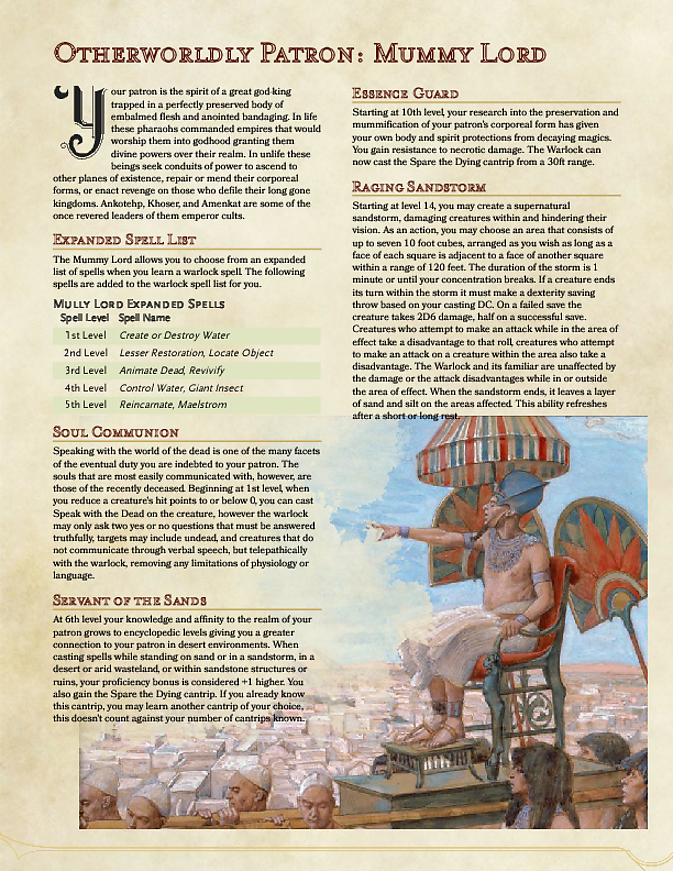 Otherworldly Patron: Mummy Lord
Your patron is the spirit of a great god-king
trapped in a perfectly preserved body of
embalmed flesh and anointed bandaging. In life
these pharaohs commanded empires that would
worship them into godhood granting them
divine powers over their realm. In unlife these
beings seek conduits of power to ascend to
other planes of existence, repair or mend their corporeal
forms, or enact revenge on those who defile their long gone
kingdoms. Ankotehp, Khoser, and Amenkat are some of the
once revered leaders of them emperor cults.
Expanded Spell List
The Mummy Lord allows you to choose from an expanded
list of spells when you learn a warlock spell. The following
spells are added to the warlock spell list for you.
Mully Lord Expanded Spells
Spell Level Spell Name
1st Level Create or Destroy Water
2nd Level Lesser Restoration, Locate Object
3rd Level Animate Dead, Revivify
4th Level Control Water, Giant Insect
5th Level Reincarnate, Maelstrom
Soul Communion
Speaking with the world of the dead is one of the many facets
of the eventual duty you are indebted to your patron. The
souls that are most easily communicated with, however, are
those of the recently deceased. Beginning at 1st level, when
you reduce a creature's hit points to or below 0, you can cast
Speak with the Dead on the creature, however the warlock
may only ask two yes or no questions that must be answered
truthfully, targets may include undead, and creatures that do
not communicate through verbal speech, but telepathically
with the warlock, removing any limitations of physiology or
language.
Servant of the Sands
At 6th level your knowledge and affinity to the realm of your
patron grows to encyclopedic levels giving you a greater
connection to your patron in desert environments. When
casting spells while standing on sand or in a sandstorm, in a
desert or arid wasteland, or within sandstone structures or
ruins, your proficiency bonus is considered +1 higher. You
also gain the Spare the Dying cantrip. If you already know
this cantrip, you may learn another cantrip of your choice,
this doesn't count against your number of cantrips known.
Essence Guard
Starting at 10th level, your research into the preservation and
mummification of your patron's corporeal form has given
your own body and spirit protections from decaying magics.
You gain resistance to necrotic damage. The Warlock can
now cast the Spare the Dying cantrip from a 30ft range.
Raging Sandstorm
Starting at level 14, you may create a supernatural
sandstorm, damaging creatures within and hindering their
vision. As an action, you may choose an area that consists of
up to seven 10 foot cubes, arranged as you wish as long as a
face of each square is adjacent to a face of another square
within a range of 120 feet. The duration of the storm is 1
minute or until your concentration breaks. If a creature ends
its turn within the storm it must make a dexterity saving
throw based on your casting DC. On a failed save the
creature takes 2D6 damage, half on a successful save.
Creatures who attempt to make an attack while in the area of
effect take a disadvantage to that roll, creatures who attempt
to make an attack on a creature within the area also take a
disadvantage. The Warlock and its familiar are unaffected by
the damage or the attack disadvantages while in or outside
the area of effect. When the sandstorm ends, it leaves a layer
of sand and silt on the areas affected. This ability refreshes
after a short or long rest.